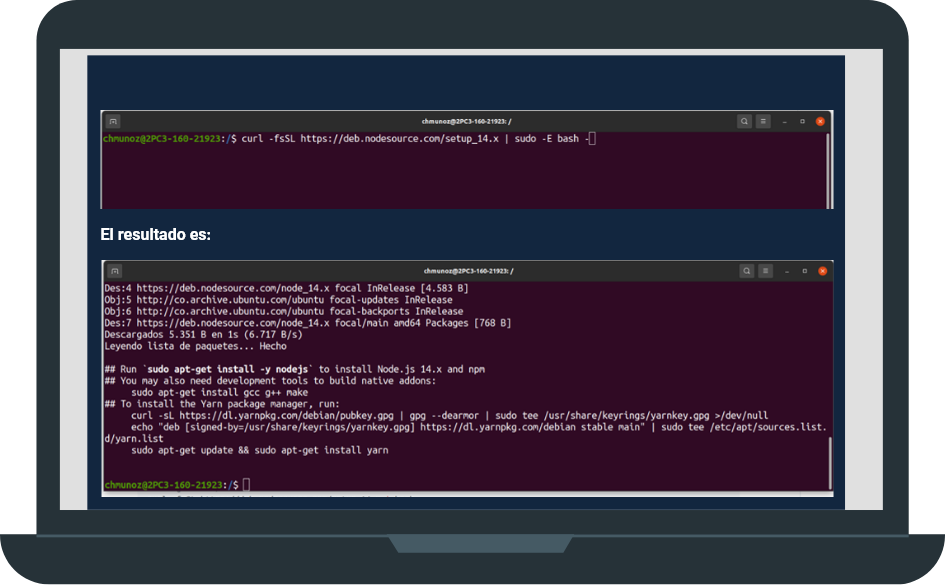 chmunoz@2PC3-160-21923: /
chmunoz@2PC3-160-21923:/$ curl -fsSL https://deb.nodesource.com/setup_14.x | sudo -E bash -
El resultado es:
chmunoz@2PC3-160-21923: /
Des:4 https://deb.nodesource.com/node_14.x focal InRelease [4.583 B]
Obj:5 http://co.archive.ubuntu.com/ubuntu focal-updates InRelease
Obj:6 http://co.archive.ubuntu.com/ubuntu focal-backports InRelease
Des:7 https://deb.nodesource.com/node_14.x focal/main amd64 Packages [768 B]
Descargados 5.351 B en 1s (6.717 B/s)
Leyendo lista de paquetes... Hecho
## Run `sudo apt-get install -y nodejs` to install Node.js 14.x and npm
## You may also need development tools to build native addons:
sudo apt-get install gcc g++ make
## To install the Yarn package manager, run:
curl -sL https://dl.yarnpkg.com/debian/pubkey.gpg | gpg --dearmor | sudo tee /usr/share/keyrings/yarnkey.gpg >/dev/null
echo "deb [signed-by=/usr/share/keyrings/yarnkey.gpg] https://dl.yarnpkg.com/debian stable main" | sudo tee /etc/apt/sources.list.
d/yarn.list
sudo apt-get update && sudo apt-get install yarn
chmunoz@2PC3-160-21923:/$